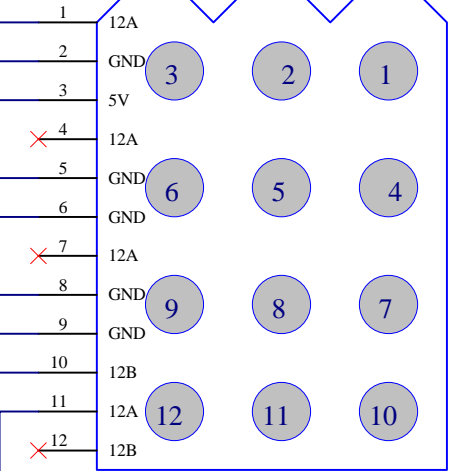 1 12A
2 GND
3 2 1
3 5V
4 12A
5 GND
6 5 4
6 GND
7 12A
8 GND
9 8 7
9 GND
10 12B
11 12A
12 11 10
12 12B